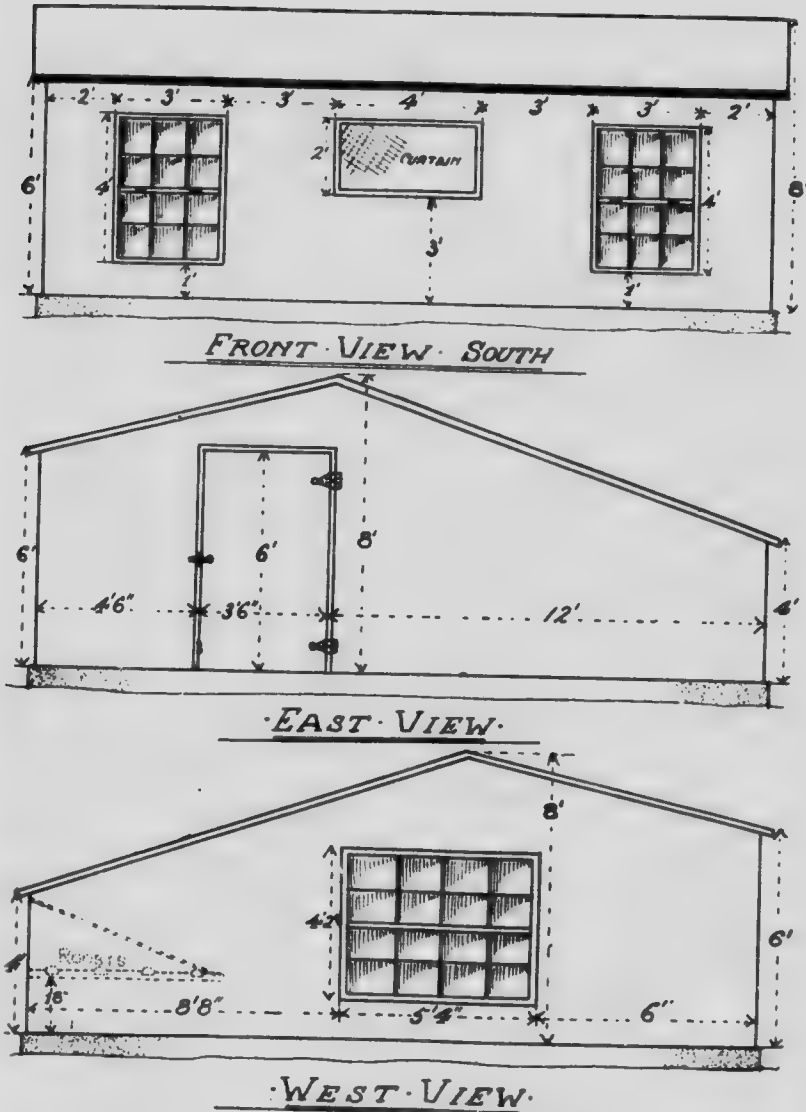 2' 3' 3' 4' 3' 3' 2'
6' 4' 2' CURTAIN 4' 8'
1' 3' 1'
FRONT · VIEW · SOUTH
6' 6' 8' 4'
4'6" 3'6" 12'
·EAST · VIEW·
8'
4'2" 6'
4' ROOSTS
18"
8'8" 5'4" 6"
·WEST · VIEW·